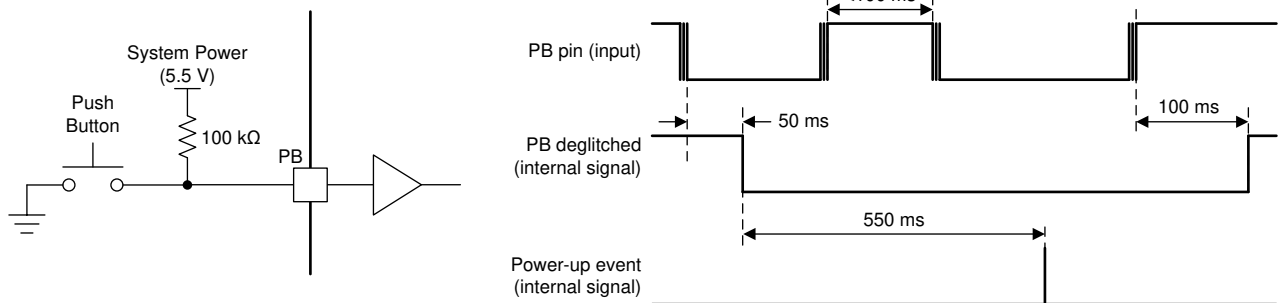 System Power
(5.5 V)
Push
Button
100 kΩ
PB
PB pin (input)
50 ms
100 ms
PB deglitched
(internal signal)
550 ms
Power-up event
(internal signal)